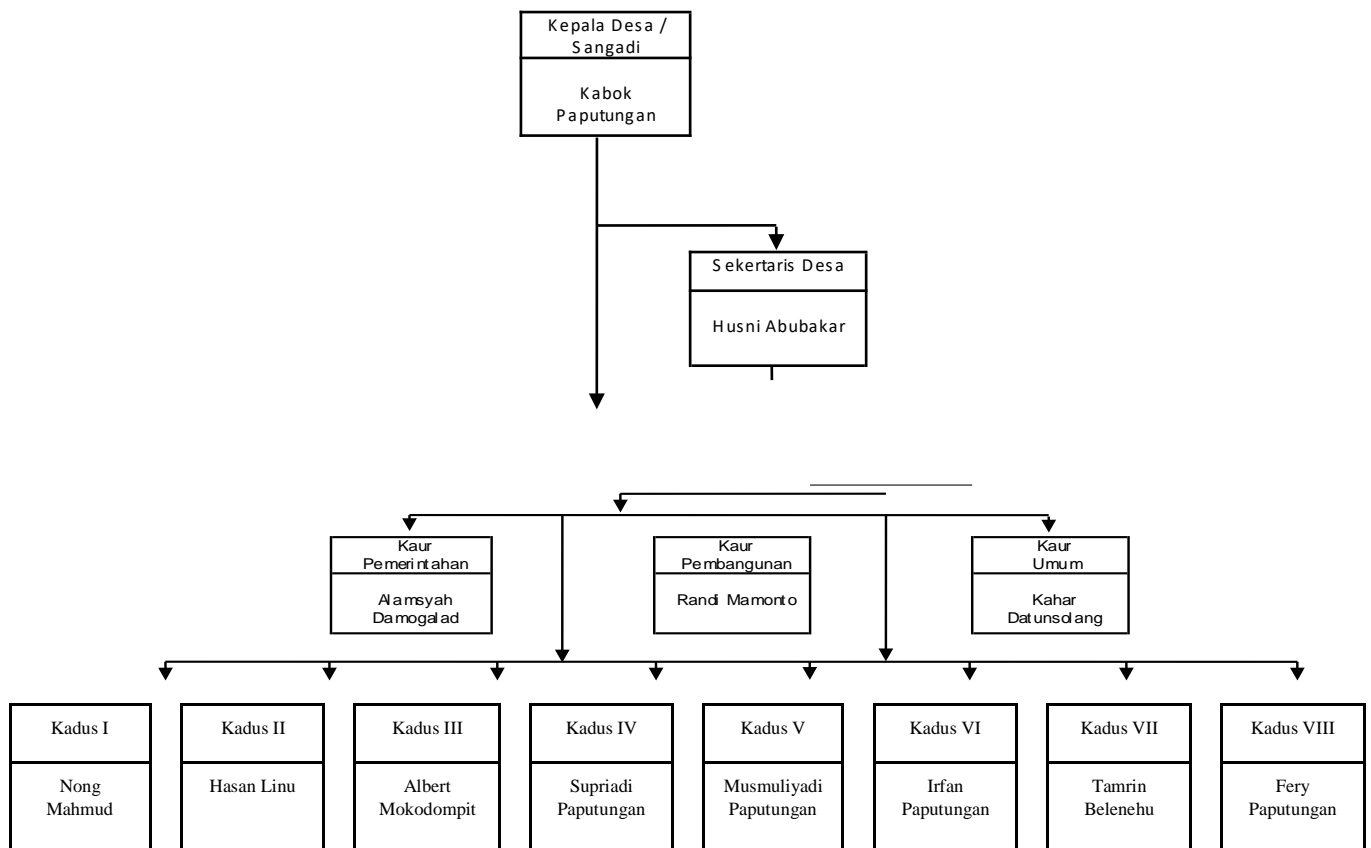 Kepala Desa /
Sangadi
Kabok
Paputungan
Sekertaris Desa
Husni Abubakar
Kaur
Pemerintahan
Alamsyah
Damogalad
Kaur
Pembangunan
Randi Mamonto
Kaur
Umum
Kahar
Datunsolang
Kadus I
Nong
Mahmud
Kadus II
Hasan Linu
Kadus III
Albert
Mokodompit
Kadus IV
Supriadi
Paputungan
Kadus V
Musmuliyadi
Paputungan
Kadus VI
Irfan
Paputungan
Kadus VII
Tamrin
Belenehu
Kadus VIII
Fery
Paputungan